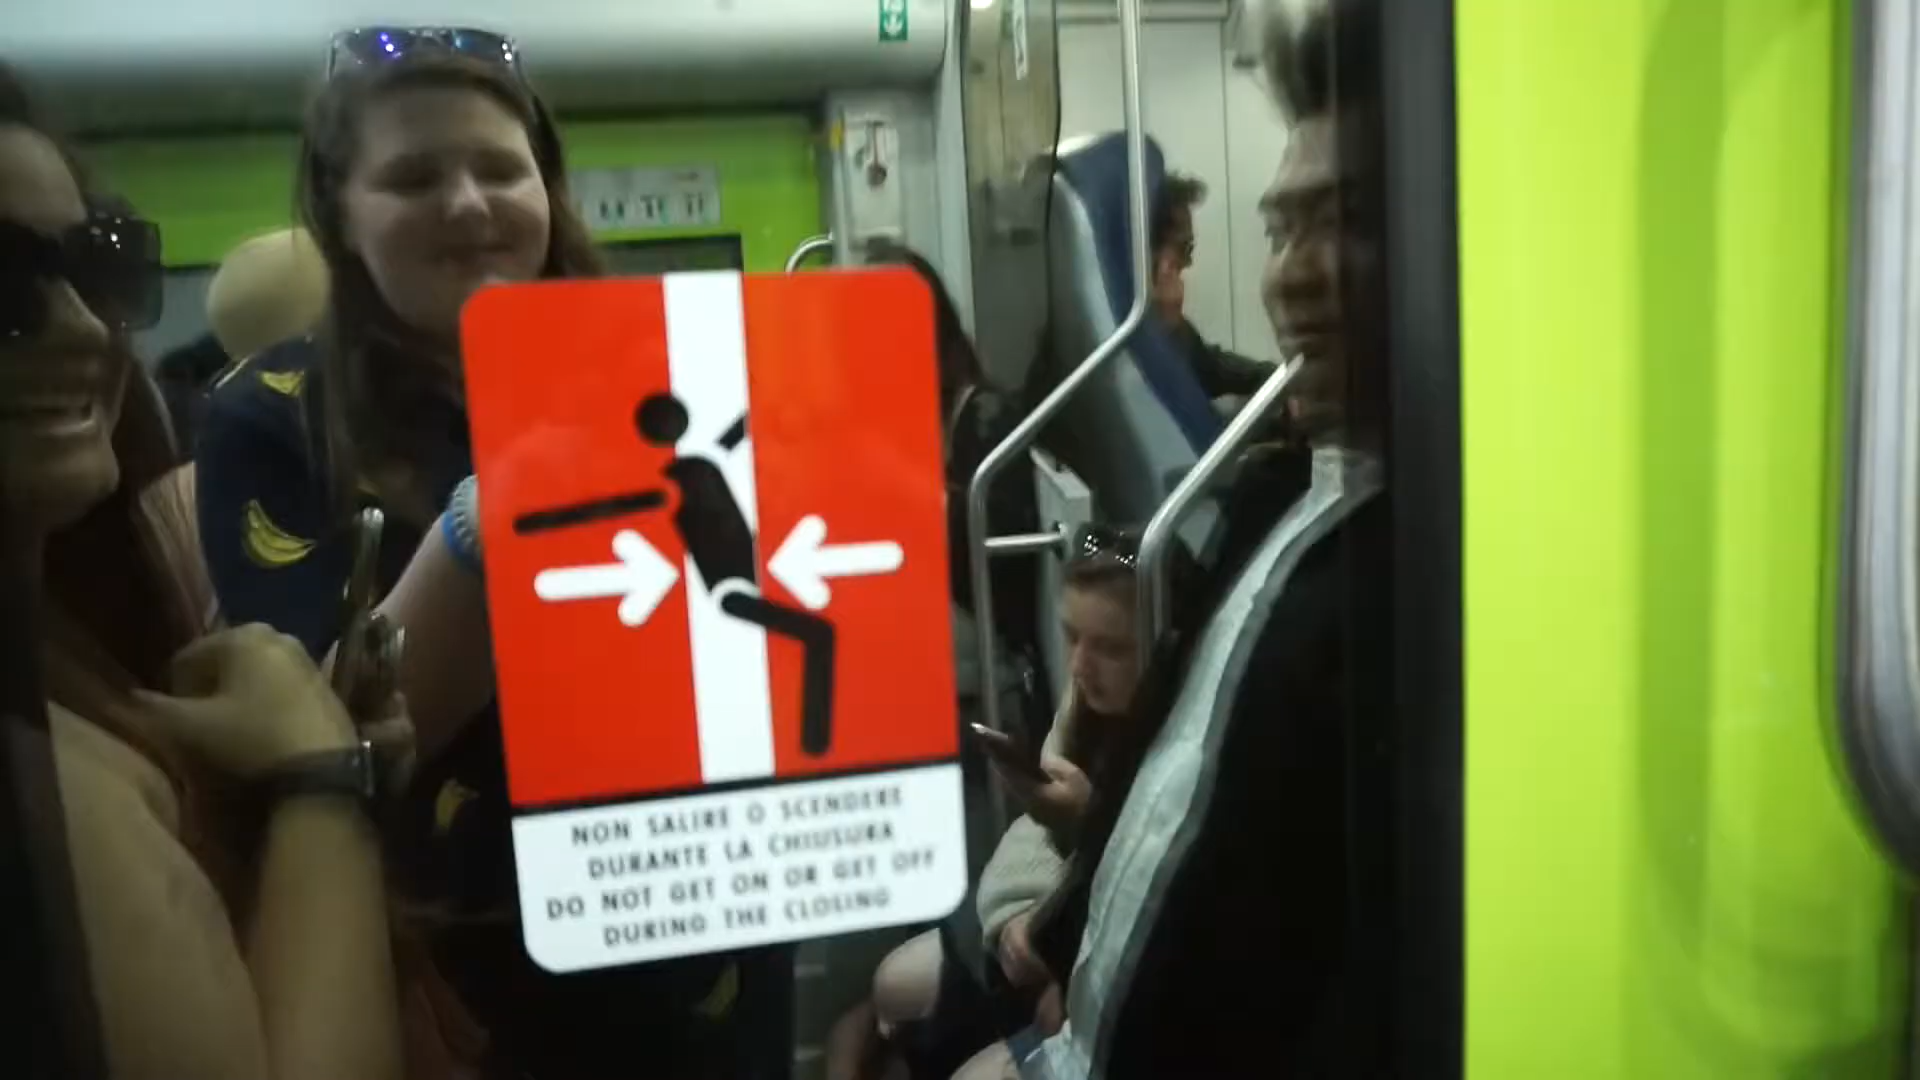 NON SALIRE O SCENDERE
DURANTE LA CHIUSURA
DO NOT GET ON OR GET OFF
DURING THE CLOSING